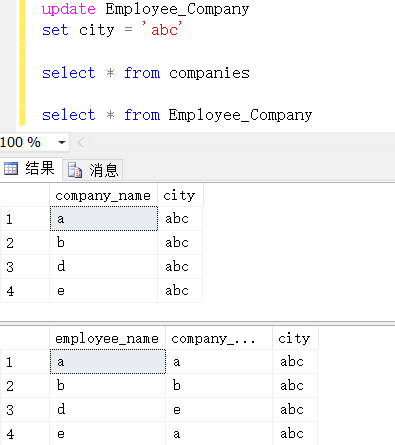 update Employee_Company
set city = 'abc'
select * from companies
select * from Employee_Company
100 %
结果 消息
company_name city
1 a abc
2 b abc
3 d abc
4 e abc
employee_name company_... city
1 a a abc
2 b b abc
3 d e abc
4 e a abc